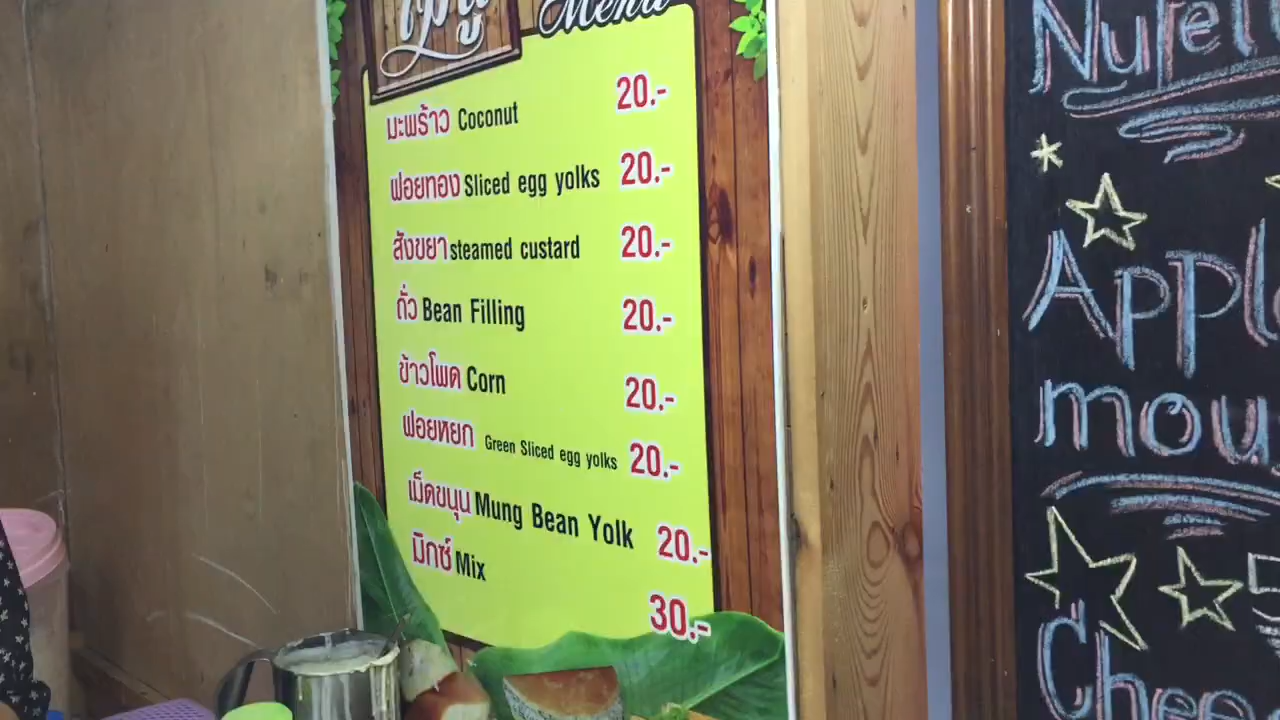 เมนู Menu
มะพร้าว Coconut 20.-
ฝอยทอง Sliced egg yolks 20.-
สังขยา steamed custard 20.-
ถั่ว Bean Filling 20.-
ข้าวโพด Corn 20.-
ฝอยหยก Green Sliced egg yolks 20.-
เม็ดขนุน Mung Bean Yolk 20.-
มิกซ์ Mix 30.-